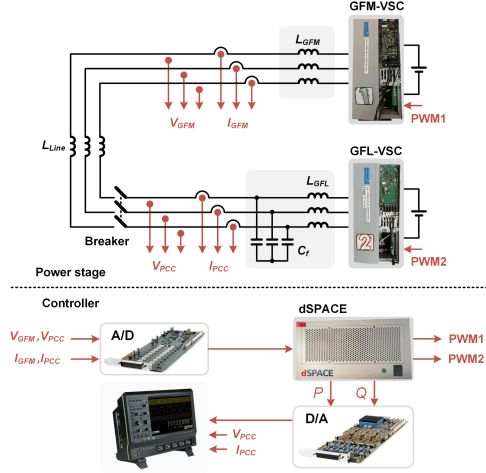 GFM-VSC
L_GFM
V_GFM
I_GFM
PWM1
L_Line
GFL-VSC
L_GFL
Breaker
C_f
V_PCC
I_PCC
PWM2
Power stage
Controller
dSPACE
V_GFM,V_PCC
A/D
PWM1
I_GFM,I_PCC
PWM2
dSPACE
P
Q
D/A
V_PCC
I_PCC